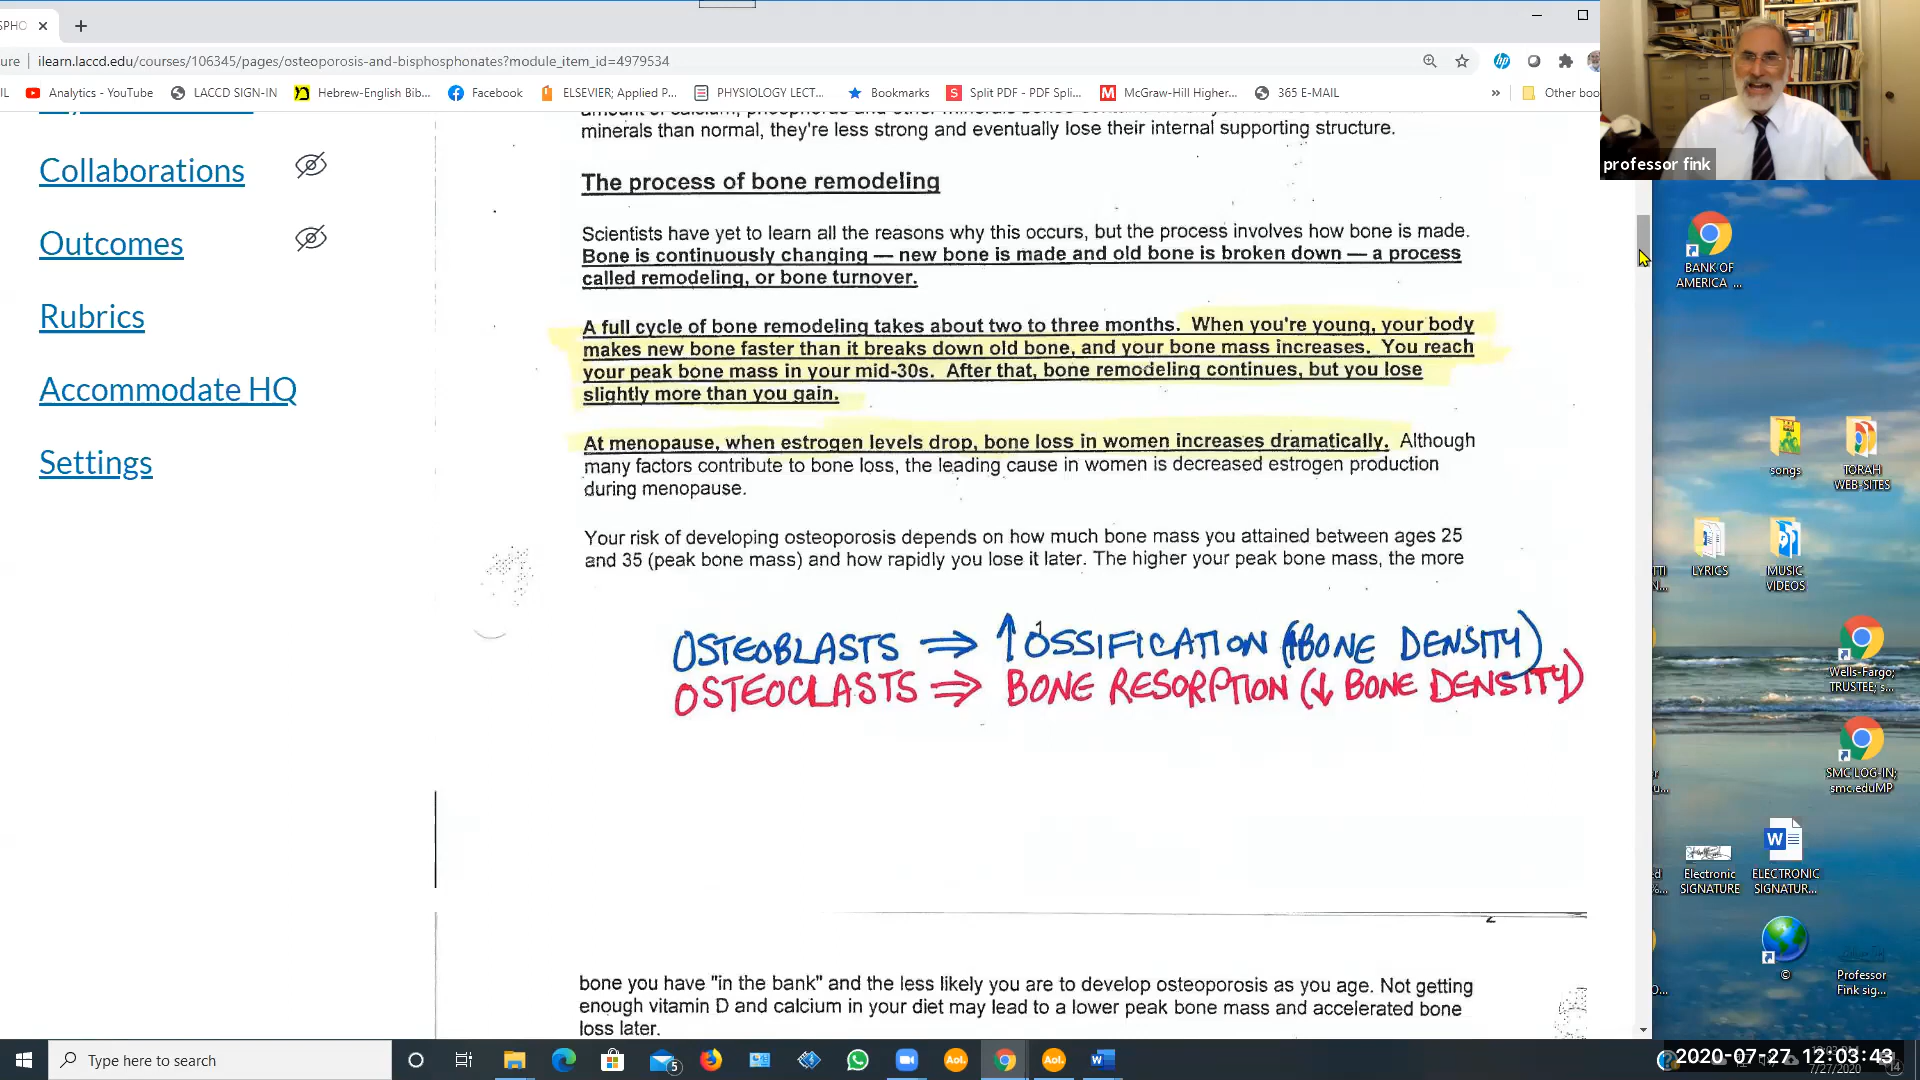 SPHO
ure
ilearn.laccd.edu/courses/106345/pages/osteoporosis-and-bisphosphonates?module_item_id=4979534
IL
Analytics - YouTube
LACCD SIGN-IN
Hebrew-English Bib...
Facebook
ELSEVIER; Applied P...
PHYSIOLOGY LECT...
Bookmarks
Split PDF - PDF Spli...
McGraw-Hill Higher...
365 E-MAIL
»
Other boo
professor fink
Collaborations
Outcomes
Rubrics
Accommodate HQ
Settings
minerals than normal, they're less strong and eventually lose their internal supporting structure.
The process of bone remodeling
Scientists have yet to learn all the reasons why this occurs, but the process involves how bone is made.
Bone is continuously changing — new bone is made and old bone is broken down — a process
called remodeling, or bone turnover.
A full cycle of bone remodeling takes about two to three months. When you're young, your body
makes new bone faster than it breaks down old bone, and your bone mass increases. You reach
your peak bone mass in your mid-30s. After that, bone remodeling continues, but you lose
slightly more than you gain.
At menopause, when estrogen levels drop, bone loss in women increases dramatically. Although
many factors contribute to bone loss, the leading cause in women is decreased estrogen production
during menopause.
Your risk of developing osteoporosis depends on how much bone mass you attained between ages 25
and 35 (peak bone mass) and how rapidly you lose it later. The higher your peak bone mass, the more
OSTEOBLASTS ⇒ ↑ OSSIFICATION (↑BONE DENSITY)
OSTEOCLASTS ⇒ BONE RESORPTION (↓ BONE DENSITY)
2
bone you have "in the bank" and the less likely you are to develop osteoporosis as you age. Not getting
enough vitamin D and calcium in your diet may lead to a lower peak bone mass and accelerated bone
loss later.
BANK OF
AMERICA ...
songs
TORAH
WEB-SITES
LYRICS
MUSIC
VIDEOS
Wells-Fargo;
TRUSTEE; s...
SMC LOG-IN;
smc.eduMP
Electronic
SIGNATURE
ELECTRONIC
SIGNATUR...
©
Professor
Fink sig...
Type here to search
5
Aol.
Aol.
2020-07-27 12:03:43
7/27/2020
14